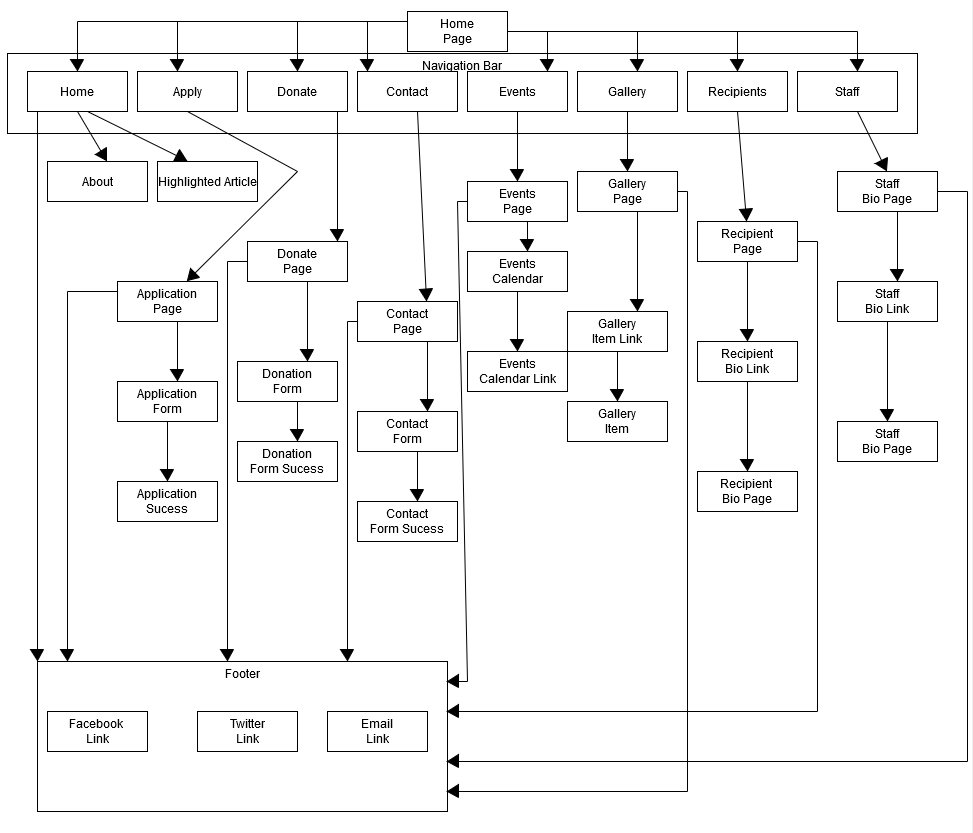 Home
Page
Navigation Bar
Home
Apply
Donate
Contact
Events
Gallery
Recipients
Staff
About
Highlighted Article
Events
Page
Gallery
Page
Staff
Bio Page
Donate
Page
Recipient
Page
Application
Page
Events
Calendar
Contact
Page
Staff
Bio Link
Gallery
Item Link
Events
Calendar Link
Recipient
Bio Link
Application
Form
Donation
Form
Contact
Form
Gallery
Item
Staff
Bio Page
Donation
Form Sucess
Application
Sucess
Contact
Form Sucess
Recipient
Bio Page
Footer
Facebook
Link
Twitter
Link
Email
Link